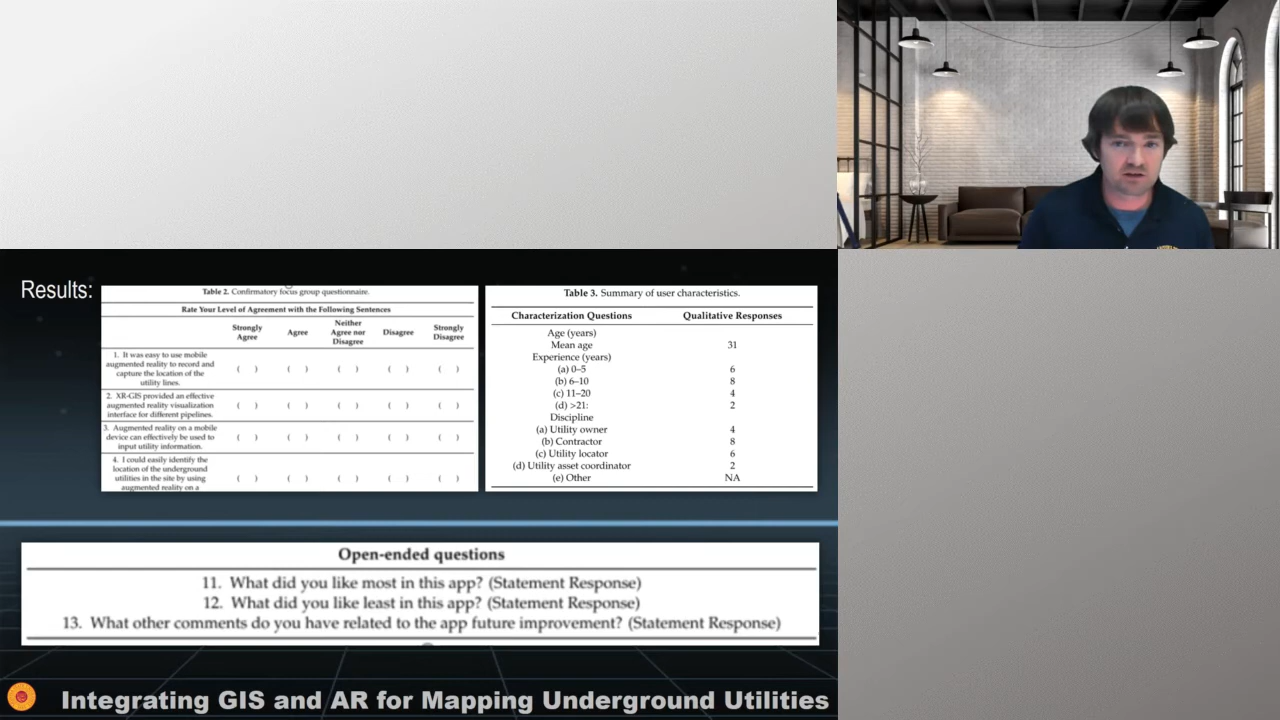 Results:
Table 2. Confirmatory focus group questionnaire.
Rate Your Level of Agreement with the Following Sentences
Strongly Agree
Agree
Neither Agree nor Disagree
Disagree
Strongly Disagree
1. It was easy to use mobile
augmented reality to record and
capture the location of the
utility lines.
( ) ( ) ( ) ( ) ( )
2. XR-GIS provided an effective
augmented reality visualization
interface for different pipelines.
( ) ( ) ( ) ( ) ( )
3. Augmented reality on a mobile
device can effectively be used to
input utility information.
( ) ( ) ( ) ( ) ( )
4. I could easily identify the
location of the underground
utilities in the site by using
augmented reality on a
( ) ( ) ( ) ( ) ( )
Table 3. Summary of user characteristics.
Characterization Questions Qualitative Responses
Age (years)
Mean age 31
Experience (years)
(a) 0–5 6
(b) 6–10 8
(c) 11–20 4
(d) >21: 2
Discipline
(a) Utility owner 4
(b) Contractor 8
(c) Utility locator 6
(d) Utility asset coordinator 2
(e) Other NA
Open-ended questions
11. What did you like most in this app? (Statement Response)
12. What did you like least in this app? (Statement Response)
13. What other comments do you have related to the app future improvement? (Statement Response)
Integrating GIS and AR for Mapping Underground Utilities